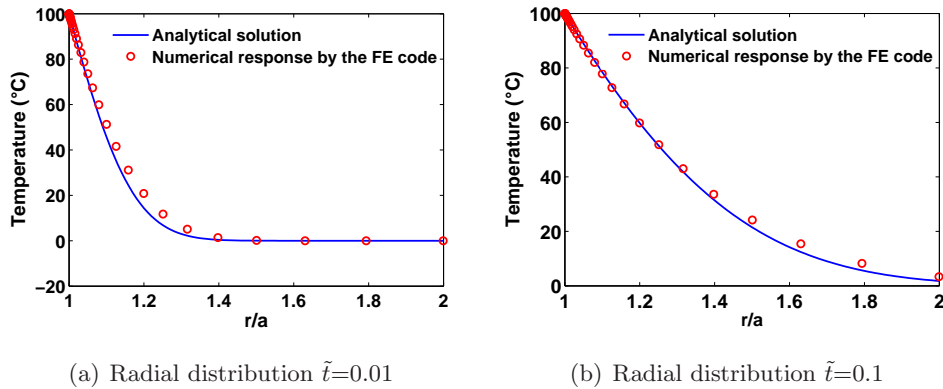 100
80
60
40
20
0
−20
Temperature (°C)
Analytical solution
Numerical response by the FE code
1
1.2
1.4
1.6
1.8
2
r/a
(a) Radial distribution t̃=0.01
100
80
60
40
20
0
Temperature (°C)
Analytical solution
Numerical response by the FE code
1
1.2
1.4
1.6
1.8
2
r/a
(b) Radial distribution t̃=0.1